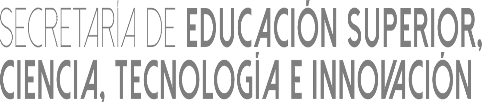 SECRETARÍA DE EDUCACIÓN SUPERIOR,
CIENCIA, TECNOLOGÍA E INNOVACIÓN